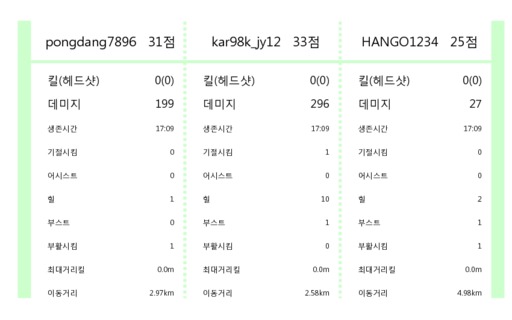 pongdang7896 31점 kar98k_jy12 33점 HANGO1234 25점
킬(헤드샷) 0(0) 킬(헤드샷) 0(0) 킬(헤드샷) 0(0)
데미지 199 데미지 296 데미지 27
생존시간 17:09 생존시간 17:09 생존시간 17:09
기절시킴 0 기절시킴 1 기절시킴 0
어시스트 0 어시스트 0 어시스트 0
힐 1 힐 10 힐 2
부스트 0 부스트 1 부스트 1
부활시킴 1 부활시킴 0 부활시킴 1
최대거리킬 0.0m 최대거리킬 0.0m 최대거리킬 0.0m
이동거리 2.97km 이동거리 2.58km 이동거리 4.98km